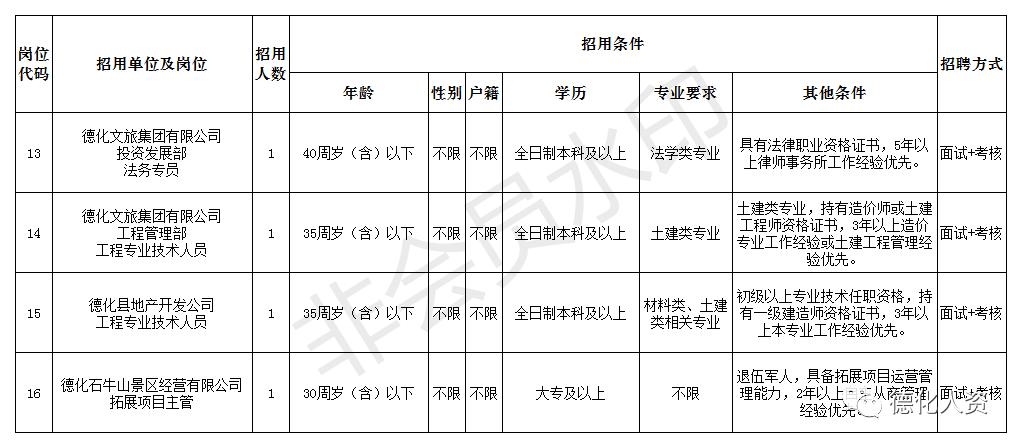 岗位
代码
招用单位及岗位
招用
人数
招用条件
招聘方式
年龄
性别
户籍
学历
专业要求
其他条件
13
德化文旅集团有限公司
投资发展部
法务专员
1
40周岁（含）以下
不限
不限
全日制本科及以上
法学类专业
具有法律职业资格证书，5年以
上律师事务所工作经验优先。
面试+考核
14
德化文旅集团有限公司
工程管理部
工程专业技术人员
1
35周岁（含）以下
不限
不限
全日制本科及以上
土建类专业
土建类专业，持有造价师或土建
工程师资格证书，3年以上造价
专业工作经验或土建工程管理经
验优先。
面试+考核
15
德化县地产开发公司
工程专业技术人员
1
35周岁（含）以下
不限
不限
全日制本科及以上
材料类、土建
类相关专业
初级以上专业技术任职资格，持
有一级建造师资格证书，3年以
上本专业工作经验优先。
面试+考核
16
德化石牛山景区经营有限公司
拓展项目主管
1
30周岁（含）以下
不限
不限
大专及以上
不限
退伍军人，具备拓展项目运营管
理能力，2年以上
经验优先。
面试+考核
非会员水印
德化人资